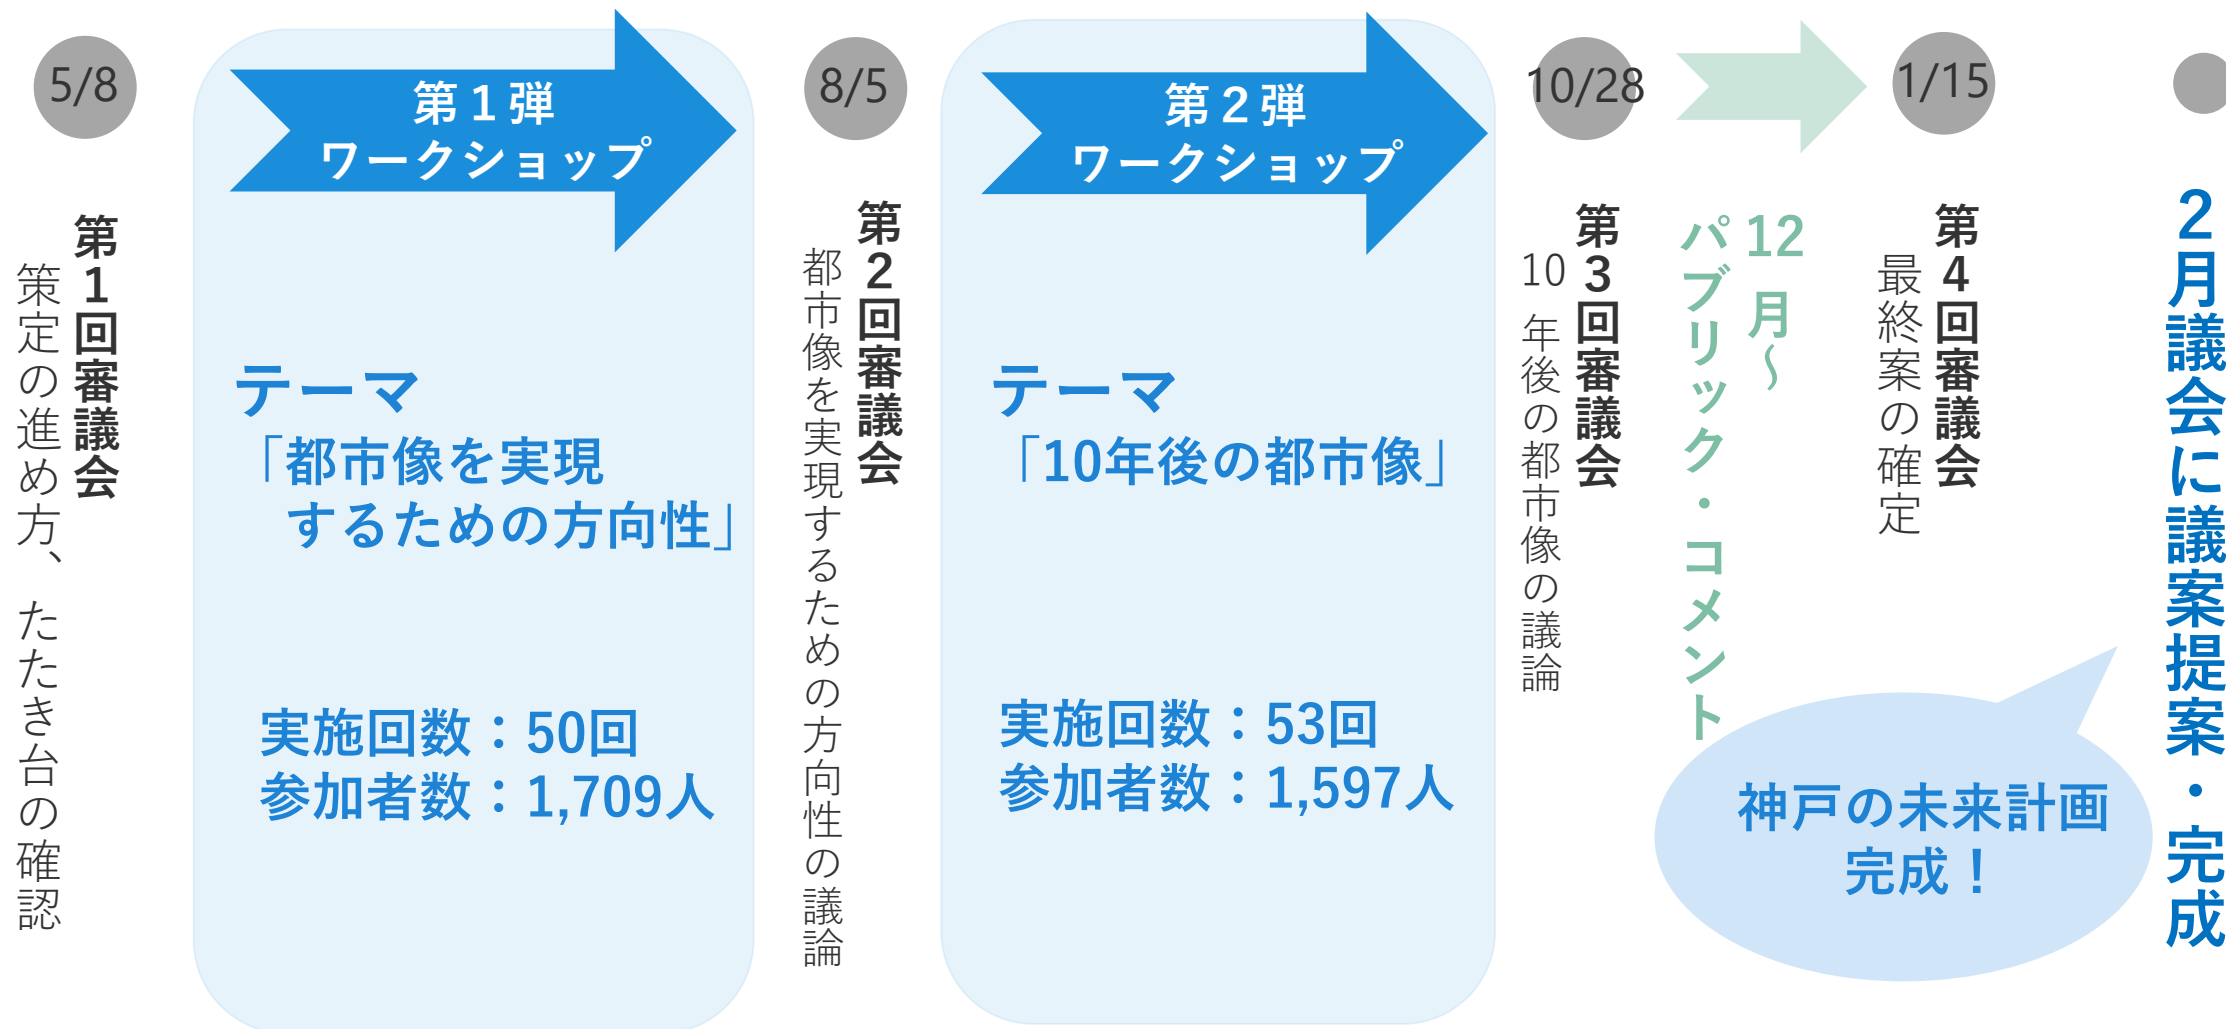 5/8
第1回審議会
策定の進め方、たたき台の確認
第１弾
ワークショップ
テーマ
「都市像を実現
するための方向性」
実施回数：50回
参加者数：1,709人
8/5
第2回審議会
都市像を実現するための方向性の議論
第２弾
ワークショップ
テーマ
「10年後の都市像」
実施回数：53回
参加者数：1,597人
10/28
第3回審議会
10年後の都市像の議論
12月～
パブリック・コメント
1/15
第4回審議会
最終案の確定
2月議会に議案提案・完成
神戸の未来計画
完成！